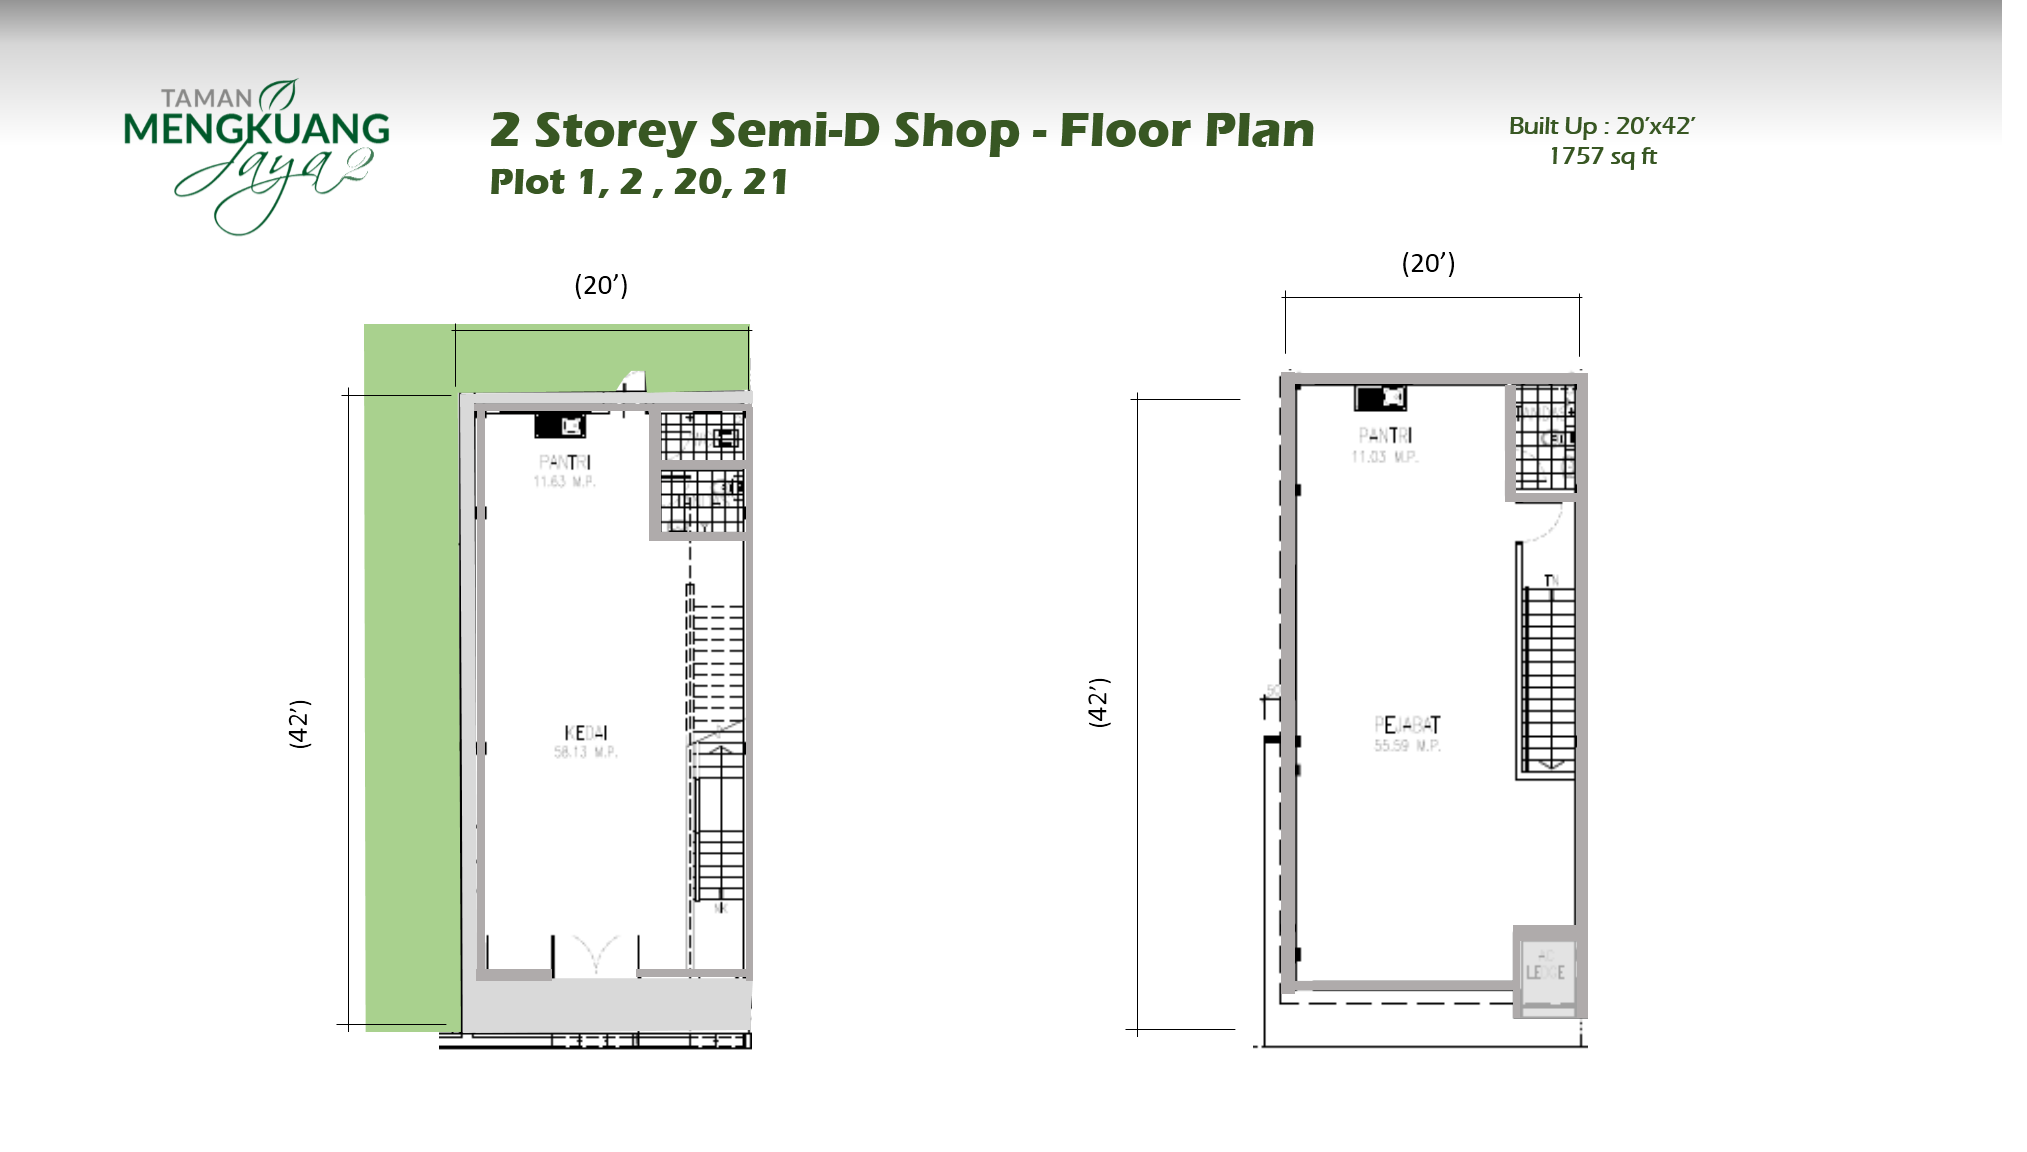 TAMAN
MENGKUANG
Jaya 2
2 Storey Semi-D Shop - Floor Plan
Plot 1, 2 , 20, 21
Built Up : 20’x42’
1757 sq ft
(20’)
(42’)
PANTRI
11.63 M.P.
KEDAI
58.13 M.P.
NK
(20’)
(42’)
PANTRI
11.03 M.P.
TN
PEJABAT
55.59 M.P.
AC
LEDGE